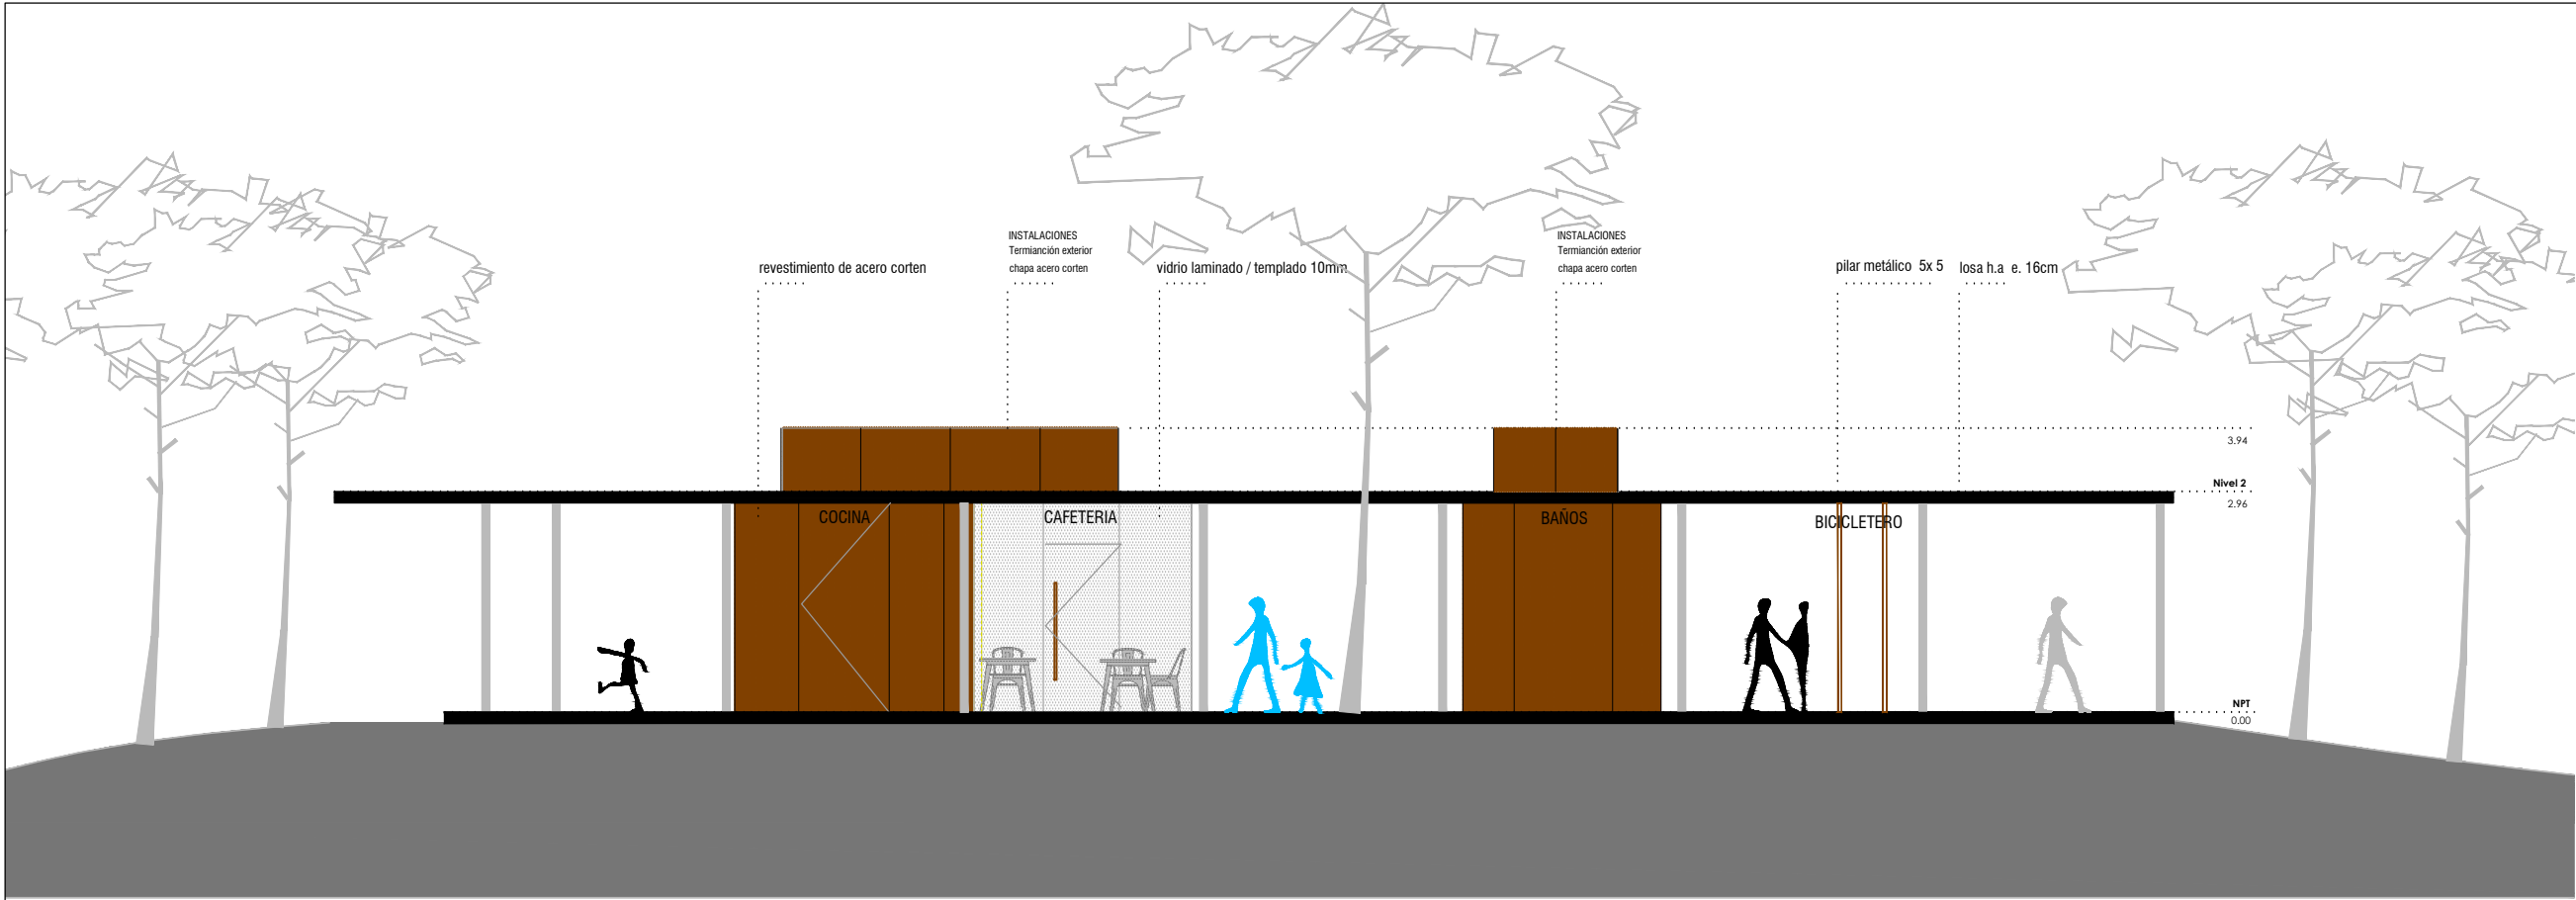 INSTALACIONES
Termianción exterior
chapa acero corten
INSTALACIONES
Termianción exterior
chapa acero corten
revestimiento de acero corten
vidrio laminado / templado 10mm
pilar metálico 5x 5
losa h.a e. 16cm
3.94
Nivel 2
2.96
COCINA
CAFETERIA
BAÑOS
BICICLETERO
NPT
0.00